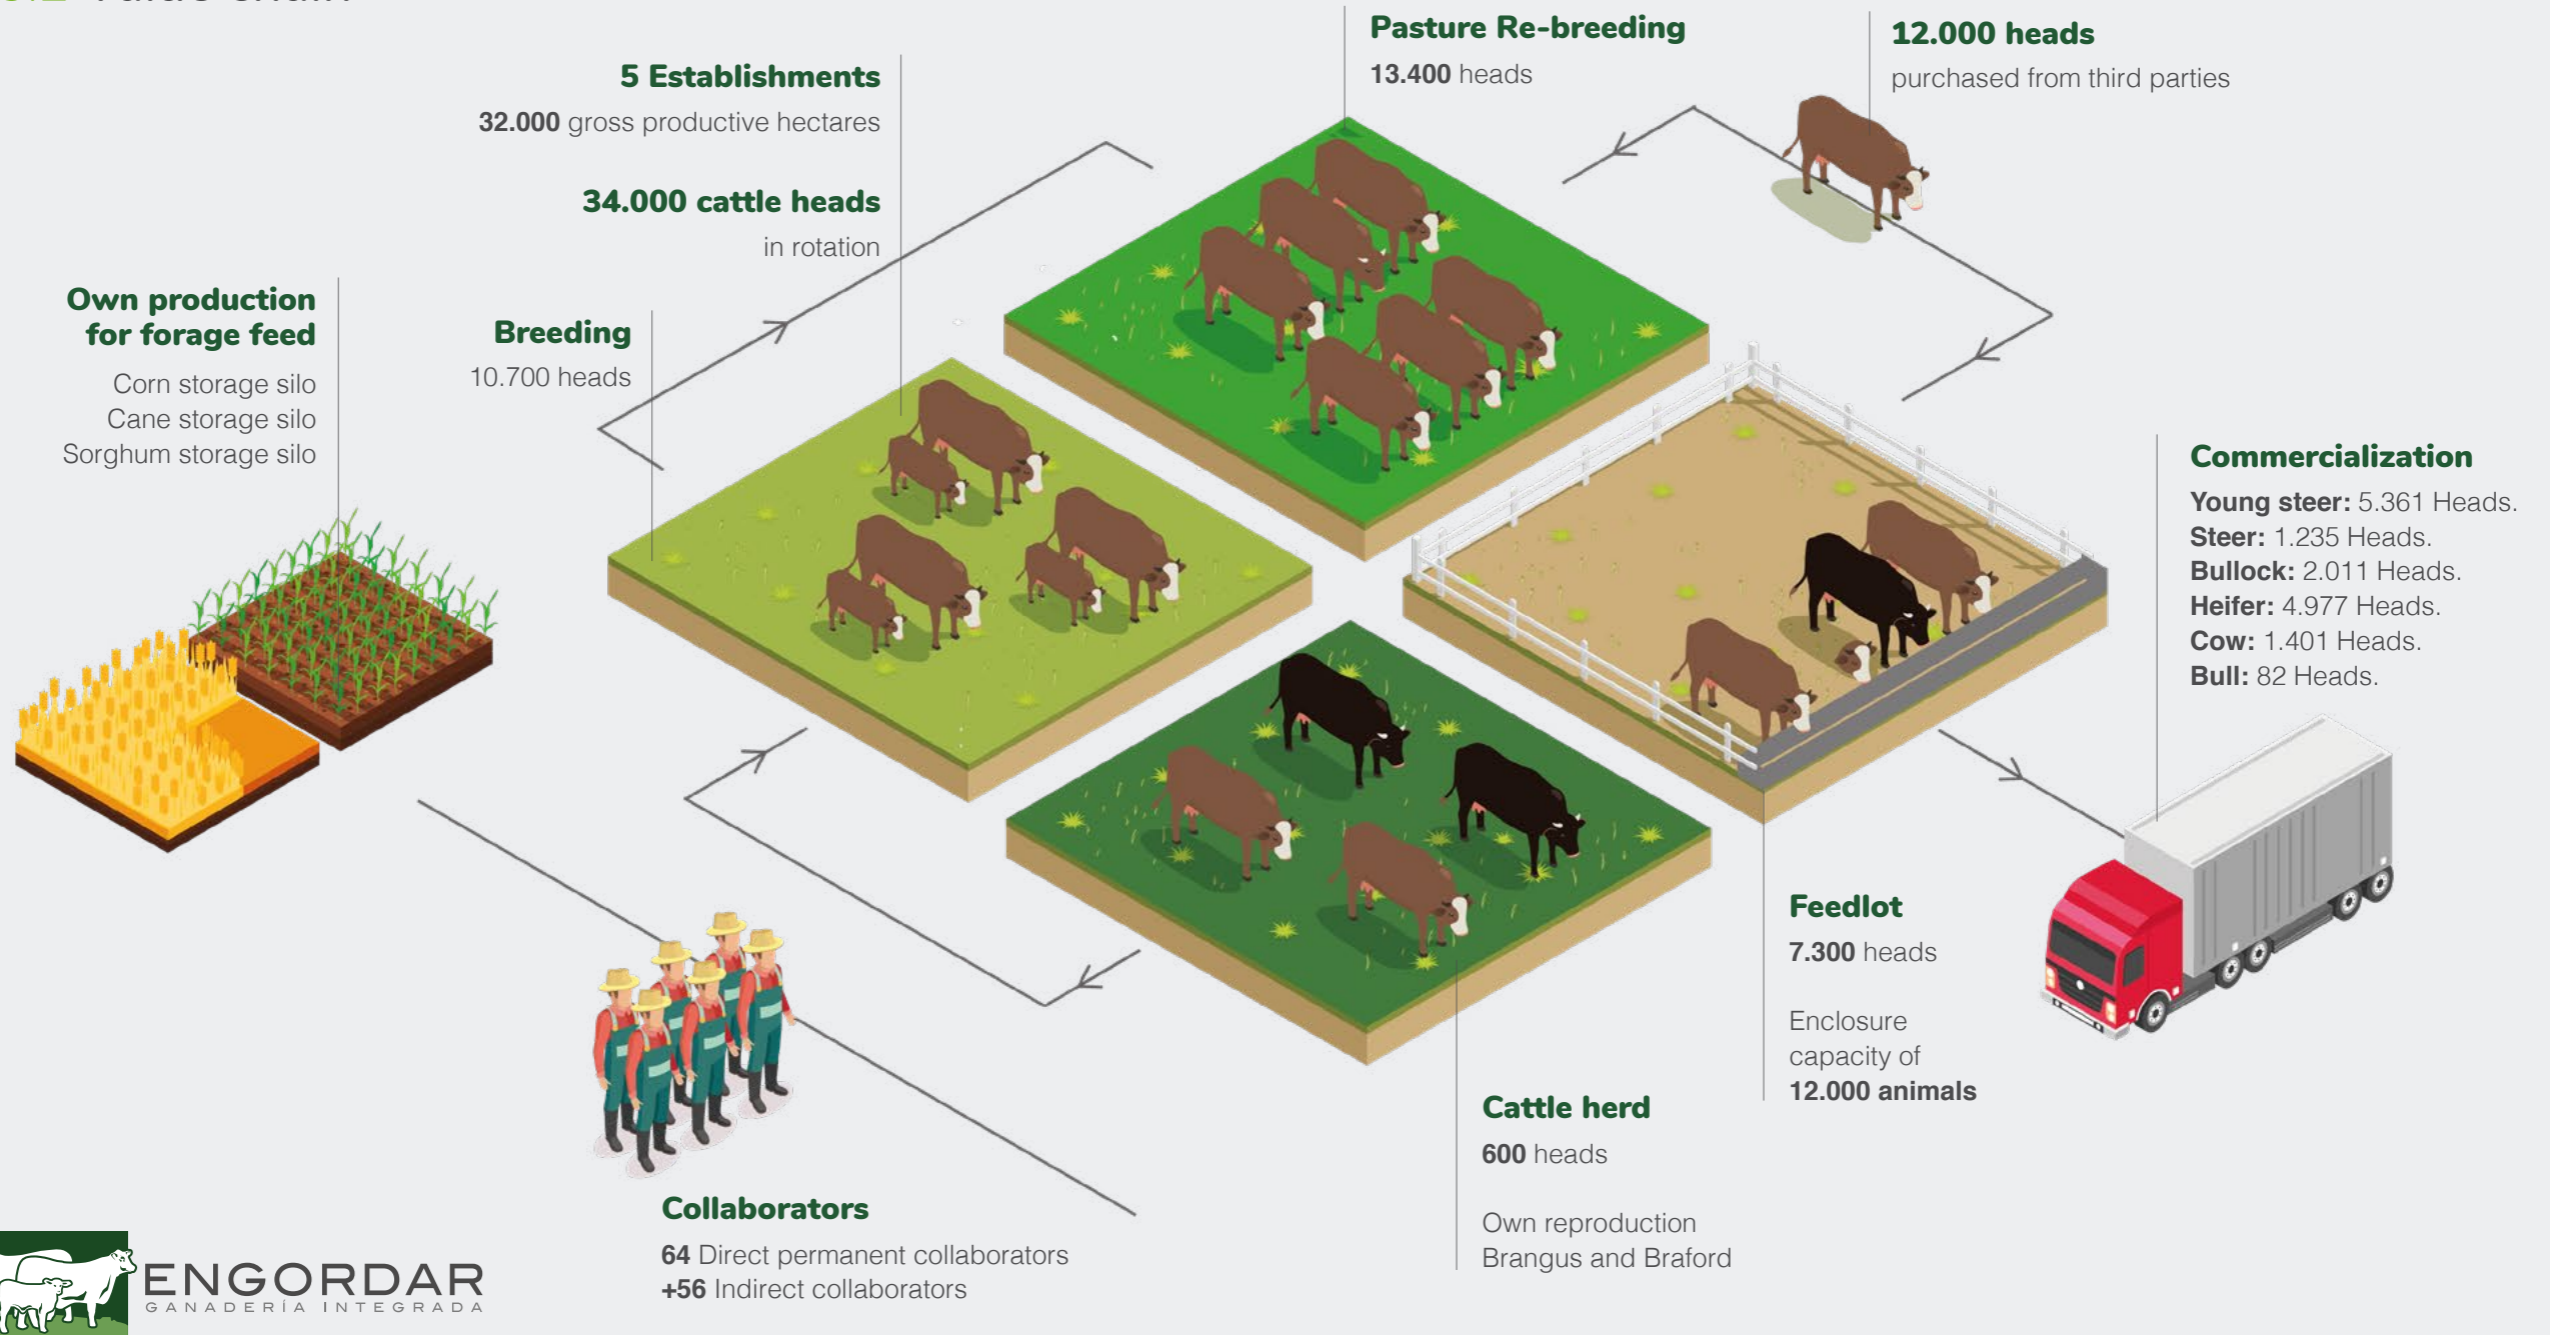 5 Establishments
32.000 gross productive hectares
34.000 cattle heads
in rotation
Pasture Re-breeding
13.400 heads
12.000 heads
purchased from third parties
Own production
for forage feed
Corn storage silo
Cane storage silo
Sorghum storage silo
Breeding
10.700 heads
Commercialization
Young steer: 5.361 Heads.
Steer: 1.235 Heads.
Bullock: 2.011 Heads.
Heifer: 4.977 Heads.
Cow: 1.401 Heads.
Bull: 82 Heads.
Feedlot
7.300 heads
Enclosure
capacity of
12.000 animals
Cattle herd
600 heads
Own reproduction
Brangus and Braford
Collaborators
64 Direct permanent collaborators
+56 Indirect collaborators
ENGORDAR
GANADERÍA INTEGRADA